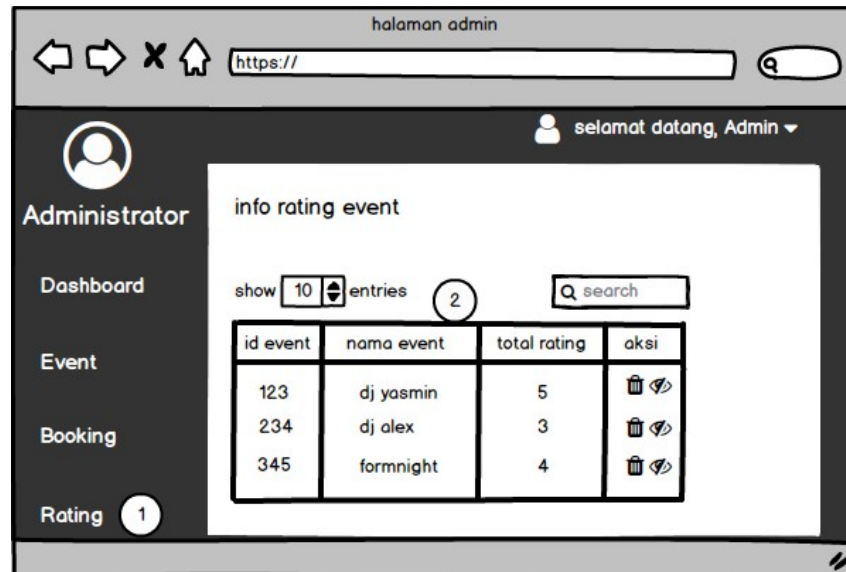 halaman admin
https://
selamat datang, Admin
Administrator
Dashboard
Event
Booking
Rating 1
info rating event
show 10 entries
2
search
id event nama event total rating aksi
123 dj yasmin 5
234 dj alex 3
345 formnight 4